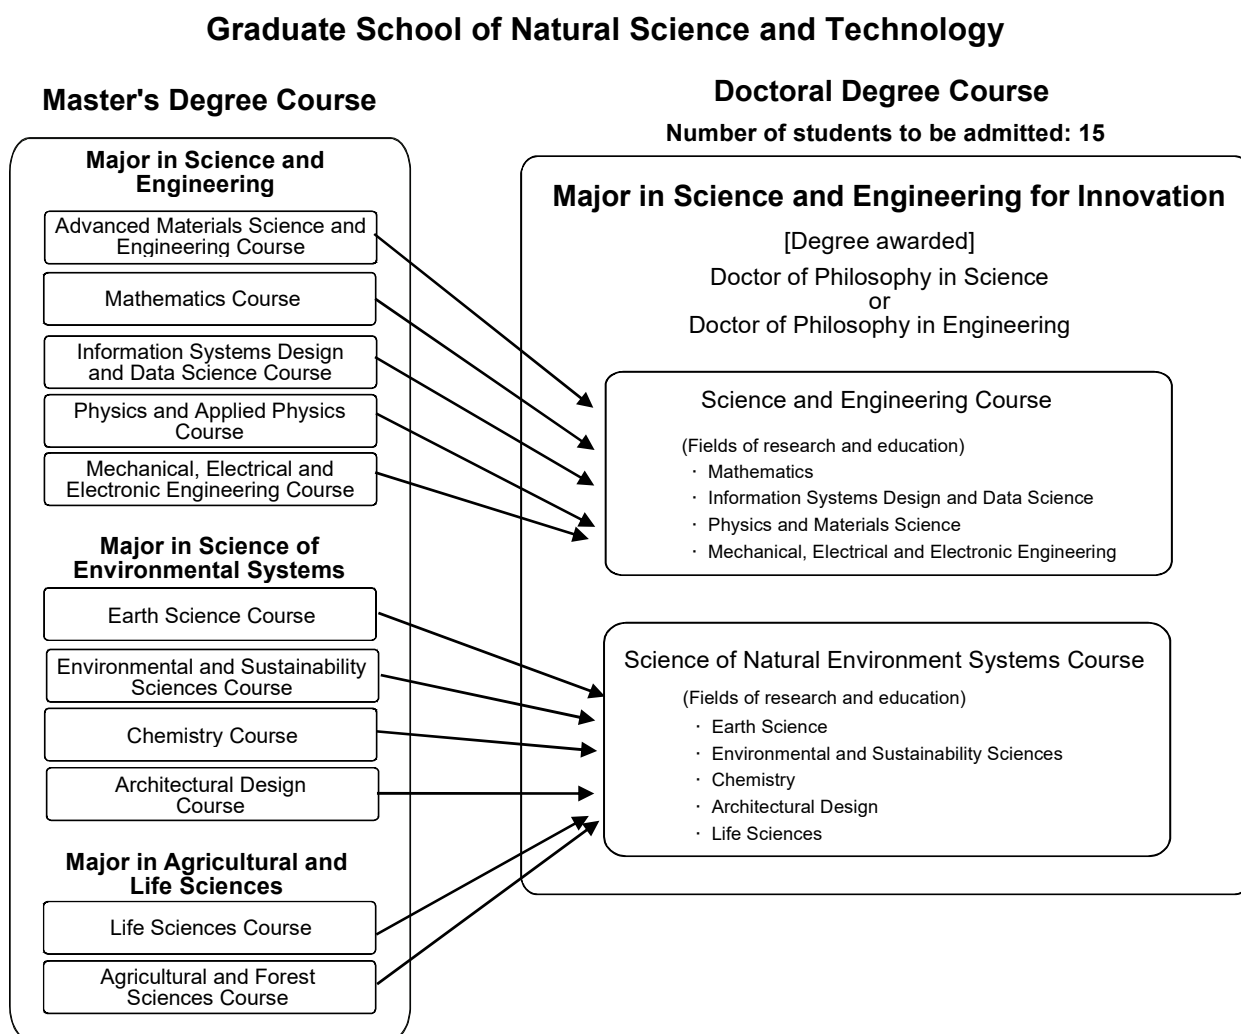 Graduate School of Natural Science and Technology
Master's Degree Course
Major in Science and
Engineering
Advanced Materials Science and
Engineering Course
Mathematics Course
Information Systems Design
and Data Science Course
Physics and Applied Physics
Course
Mechanical, Electrical and
Electronic Engineering Course
Major in Science of
Environmental Systems
Earth Science Course
Environmental and Sustainability
Sciences Course
Chemistry Course
Architectural Design
Course
Major in Agricultural and
Life Sciences
Life Sciences Course
Agricultural and Forest
Sciences Course
Doctoral Degree Course
Number of students to be admitted: 15
Major in Science and Engineering for Innovation
[Degree awarded]
Doctor of Philosophy in Science
or
Doctor of Philosophy in Engineering
Science and Engineering Course
(Fields of research and education)
・ Mathematics
・ Information Systems Design and Data Science
・ Physics and Materials Science
・ Mechanical, Electrical and Electronic Engineering
Science of Natural Environment Systems Course
(Fields of research and education)
・ Earth Science
・ Environmental and Sustainability Sciences
・ Chemistry
・ Architectural Design
・ Life Sciences